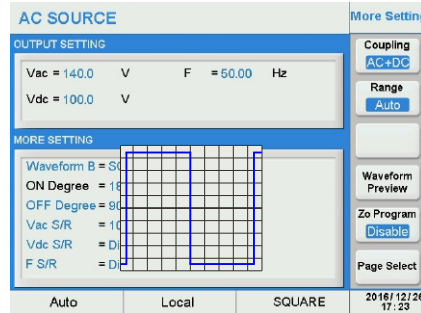 AC SOURCE
More Settin
OUTPUT SETTING
Vac = 140.0 V F = 50.00 Hz
Vdc = 100.0 V
MORE SETTING
Waveform B = S
ON Degree = 18
OFF Degree = 90
Vac S/R = 10
Vdc S/R = Di
F S/R = Di
Coupling
AC+DC
Range
Auto
Waveform
Preview
Zo Program
Disable
Page Select
Auto Local SQUARE 2016/12/26
17:23